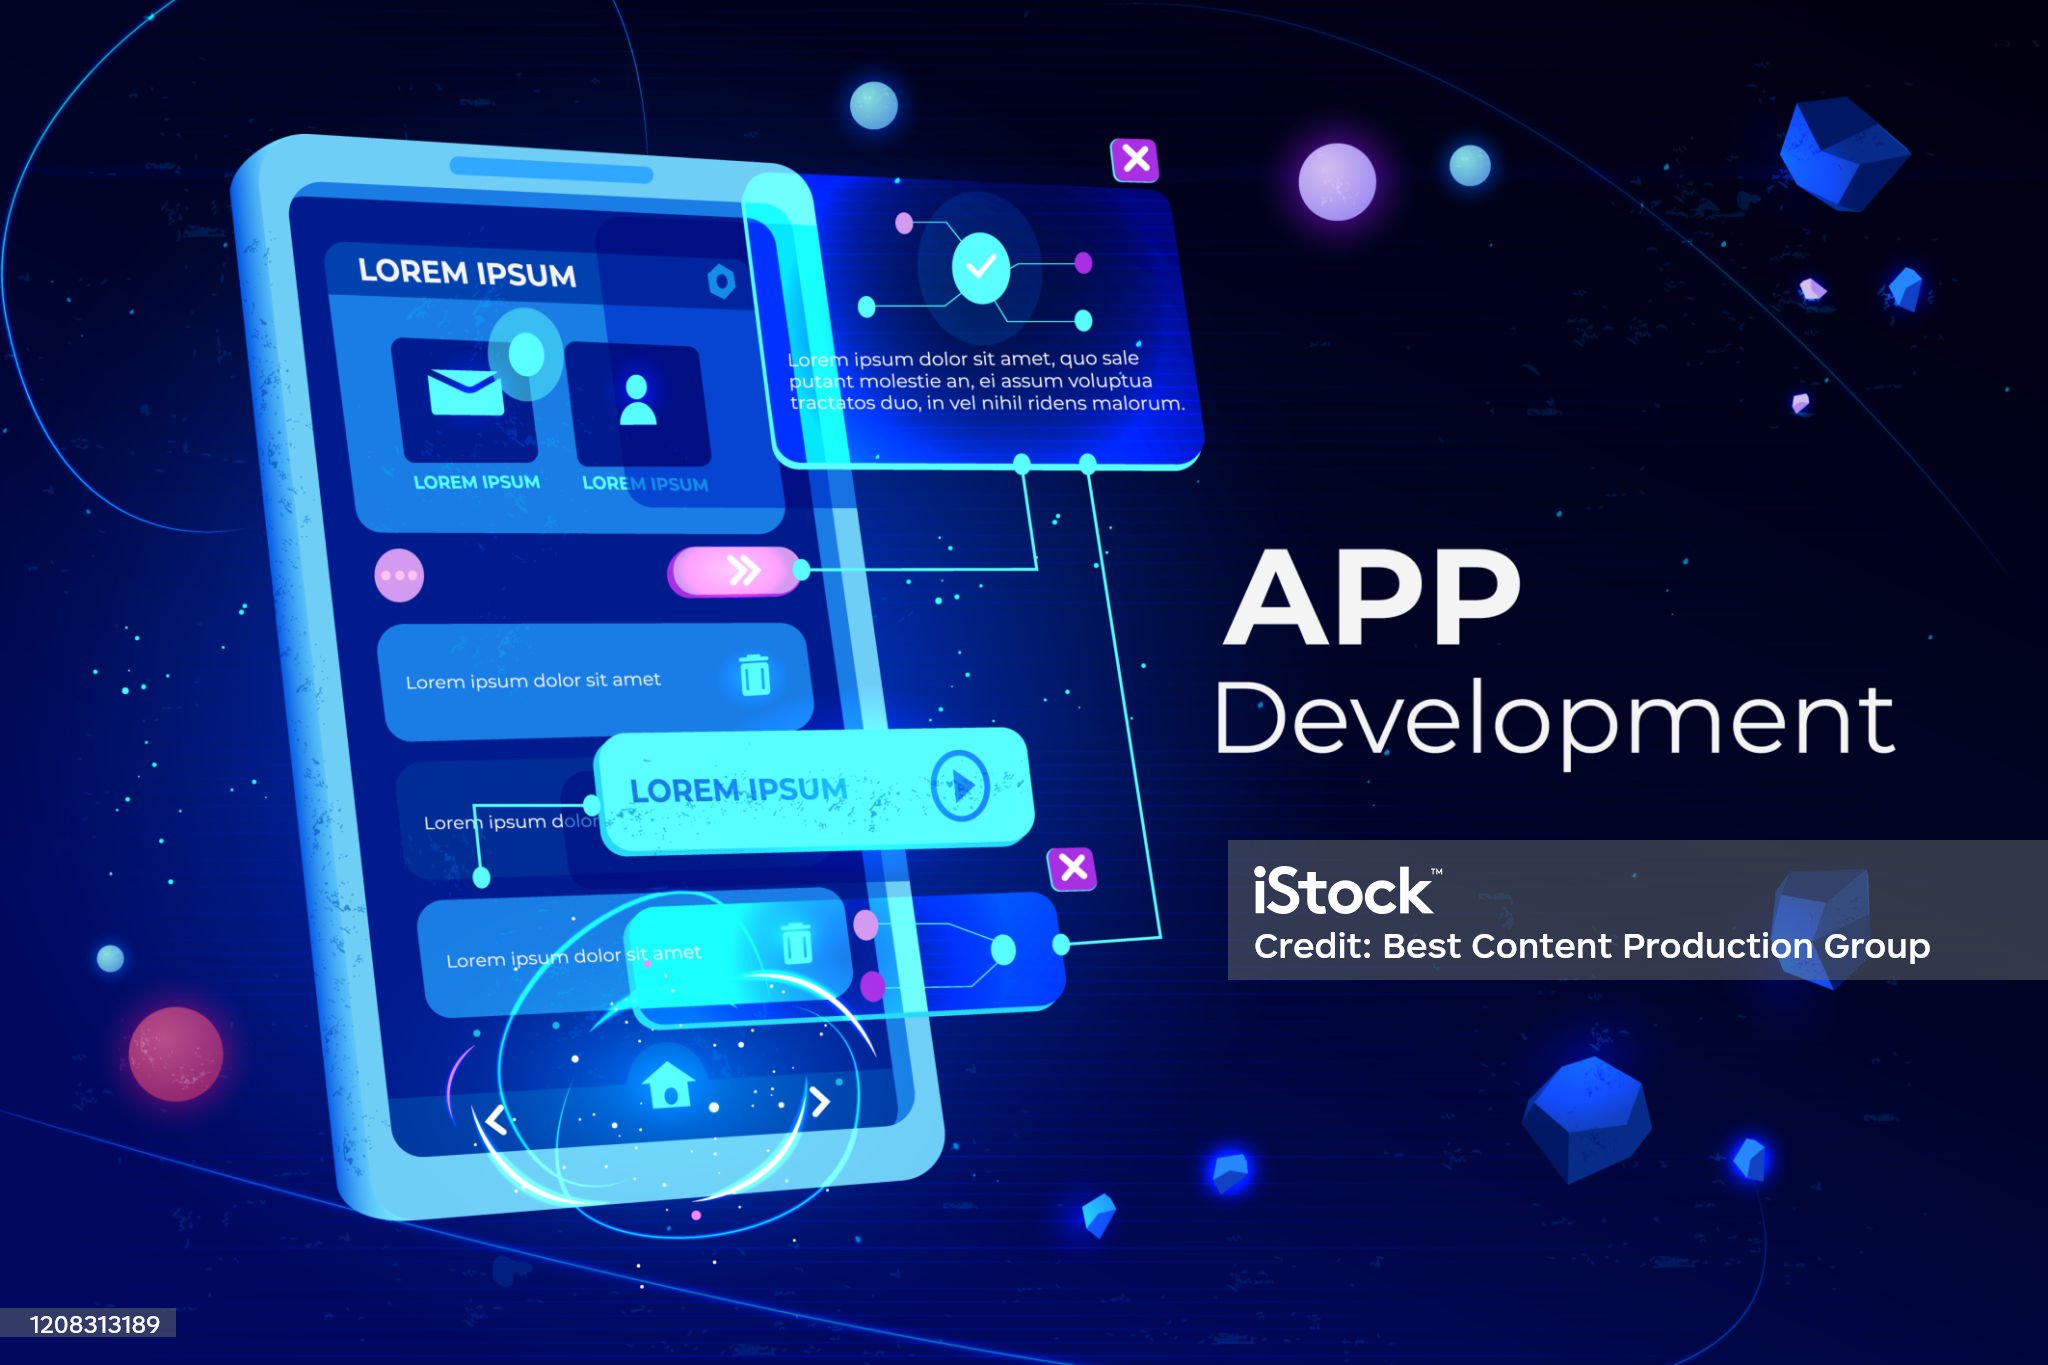 LOREM IPSUM
LOREM IPSUM
LOREM IPSUM
Lorem ipsum dolor sit amet, quo sale
putant molestie an, ei assum voluptua
tractatos duo, in vel nihil ridens malorum.
Lorem ipsum dolor sit amet
LOREM IPSUM
Lorem ipsum dolor
Lorem ipsum dolor sit amet
APP
Development
iStock™
Credit: Best Content Production Group
1208313189